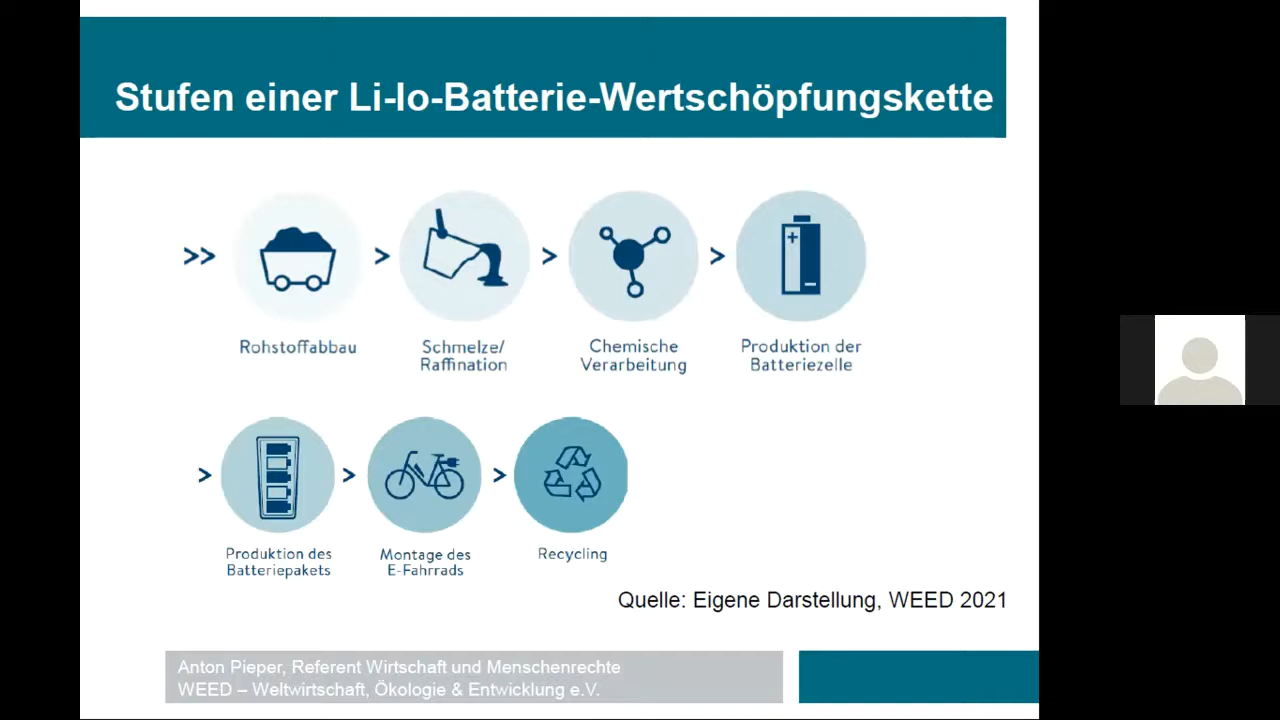 Stufen einer Li-Io-Batterie-Wertschöpfungskette
>> Rohstoffabbau
> Schmelze/
Raffination
> Chemische
Verarbeitung
> Produktion der
Batteriezelle
> Produktion des
Batteriepakets
> Montage des
E-Fahrrads
> Recycling
Quelle: Eigene Darstellung, WEED 2021
Anton Pieper, Referent Wirtschaft und Menschenrechte
WEED – Weltwirtschaft, Ökologie & Entwicklung e.V.